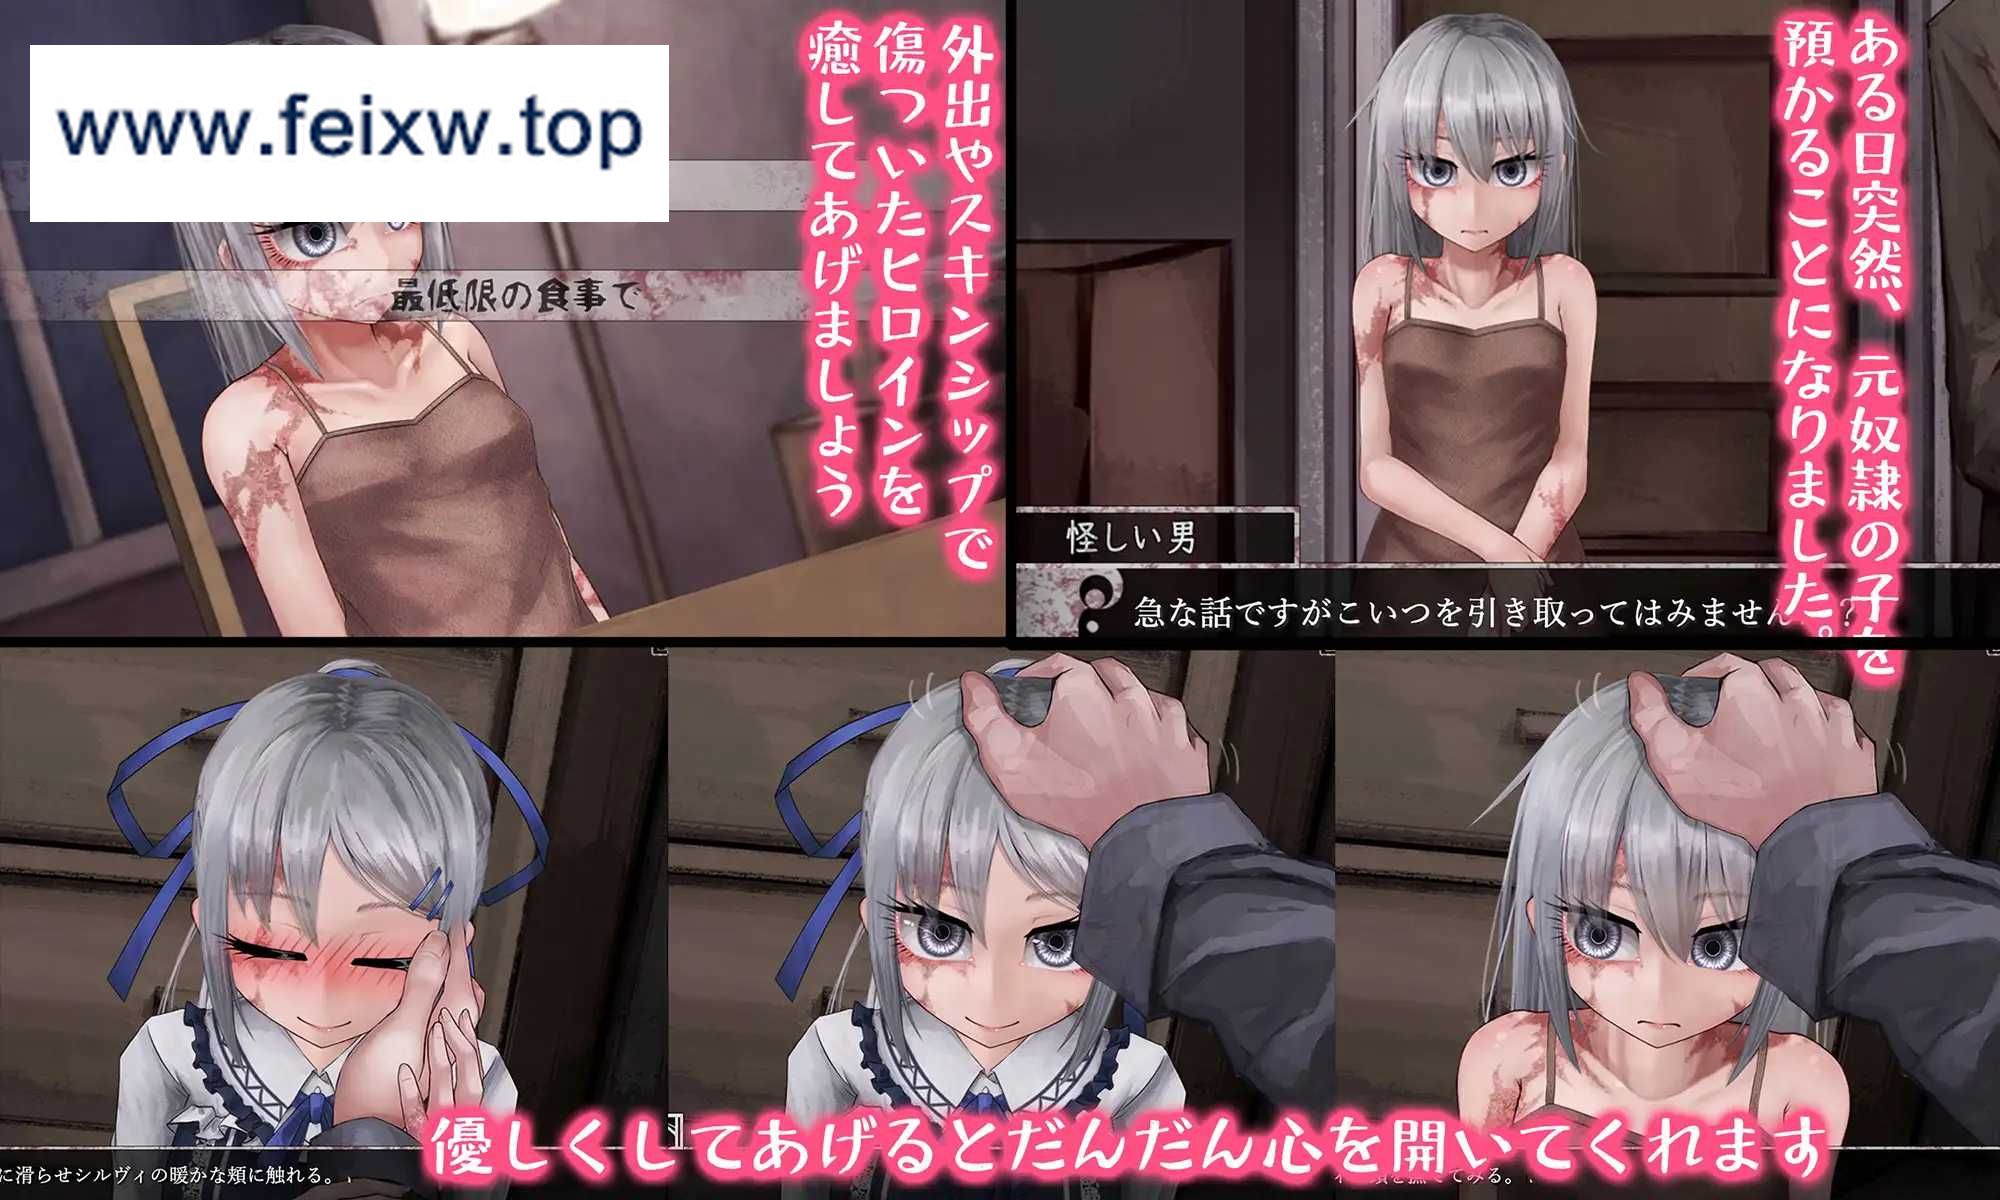 www.feixw.top
外出やスキンシップで
傷ついたヒロインを
癒してあげましょう
最低限の食事で
ある日突然、元奴隷の子を
預かることになりました。
怪しい男
急な話ですがこいつを引き取ってはみません
?
優しくしてあげるとだんだん心を開いてくれます
に滑らせシルヴィの暖かな頬に触れる。
てみる。